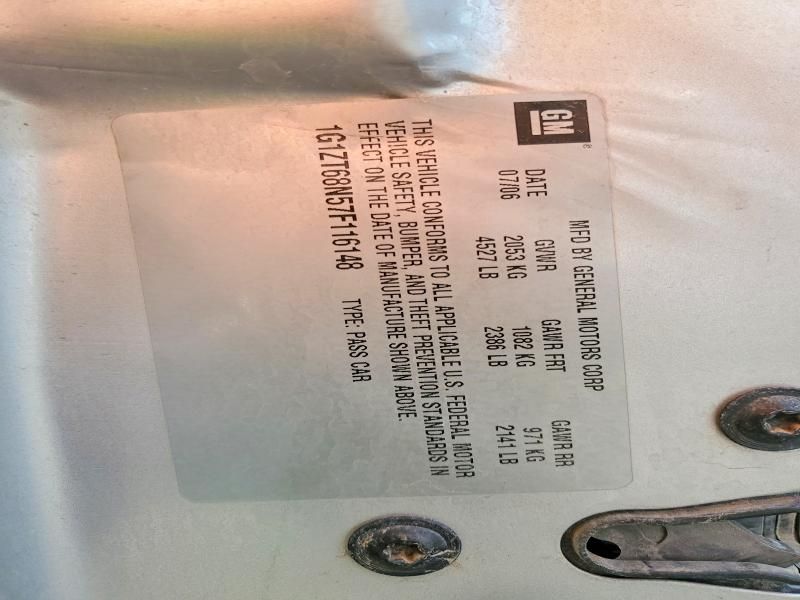 GM®
MFD BY GENERAL MOTORS CORP
DATE GVWR GAWR FRT GAWR RR
07/06 2053 KG 1082 KG 971 KG
4527 LB 2386 LB 2141 LB
THIS VEHICLE CONFORMS TO ALL APPLICABLE U.S. FEDERAL MOTOR
VEHICLE SAFETY, BUMPER, AND THEFT PREVENTION STANDARDS IN
EFFECT ON THE DATE OF MANUFACTURE SHOWN ABOVE.
1G1ZT68N57F116148 TYPE: PASS CAR